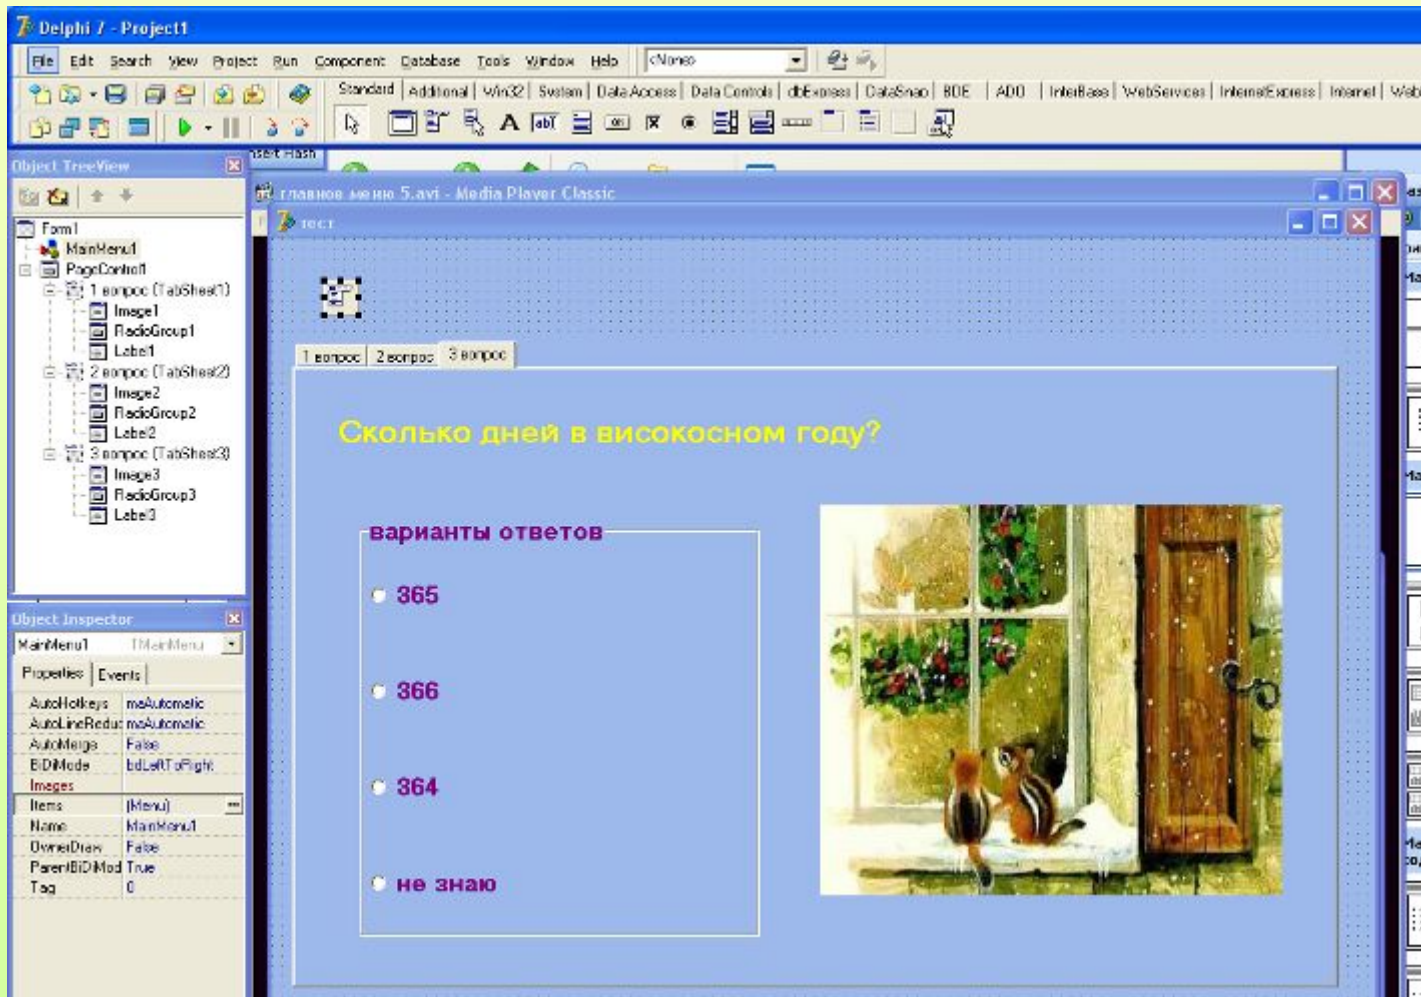 Delphi 7 - Project1
File Edit Search View Project Run Component Database Tools Window Help <None>
Standard Additional Win32 System Data Access Data Controls dbExpress DataSnap BDE ADO InterBase WebServices InternetExpress Internet Web
Object TreeView
nsert Hash
главное меню 5.avi - Media Player Classic
тест
Form1
MainMenu1
PageControl1
1 вопрос (TabSheet1)
Image1
RadioGroup1
Label1
2 вопрос (TabSheet2)
Image2
RadioGroup2
Label2
3 вопрос (TabSheet3)
Image3
RadioGroup3
Label3
1 вопрос 2 вопрос 3 вопрос
Сколько дней в високосном году?
варианты ответов
365
366
364
не знаю
Object Inspector
MainMenu1 TMainMenu
Properties Events
AutoHotkeys maAutomatic
AutoLineReduc maAutomatic
AutoMerge False
BiDiMode bdLeftToRight
Images
Items (Menu)
Name MainMenu1
OwnerDraw False
ParentBiDiMod True
Tag 0